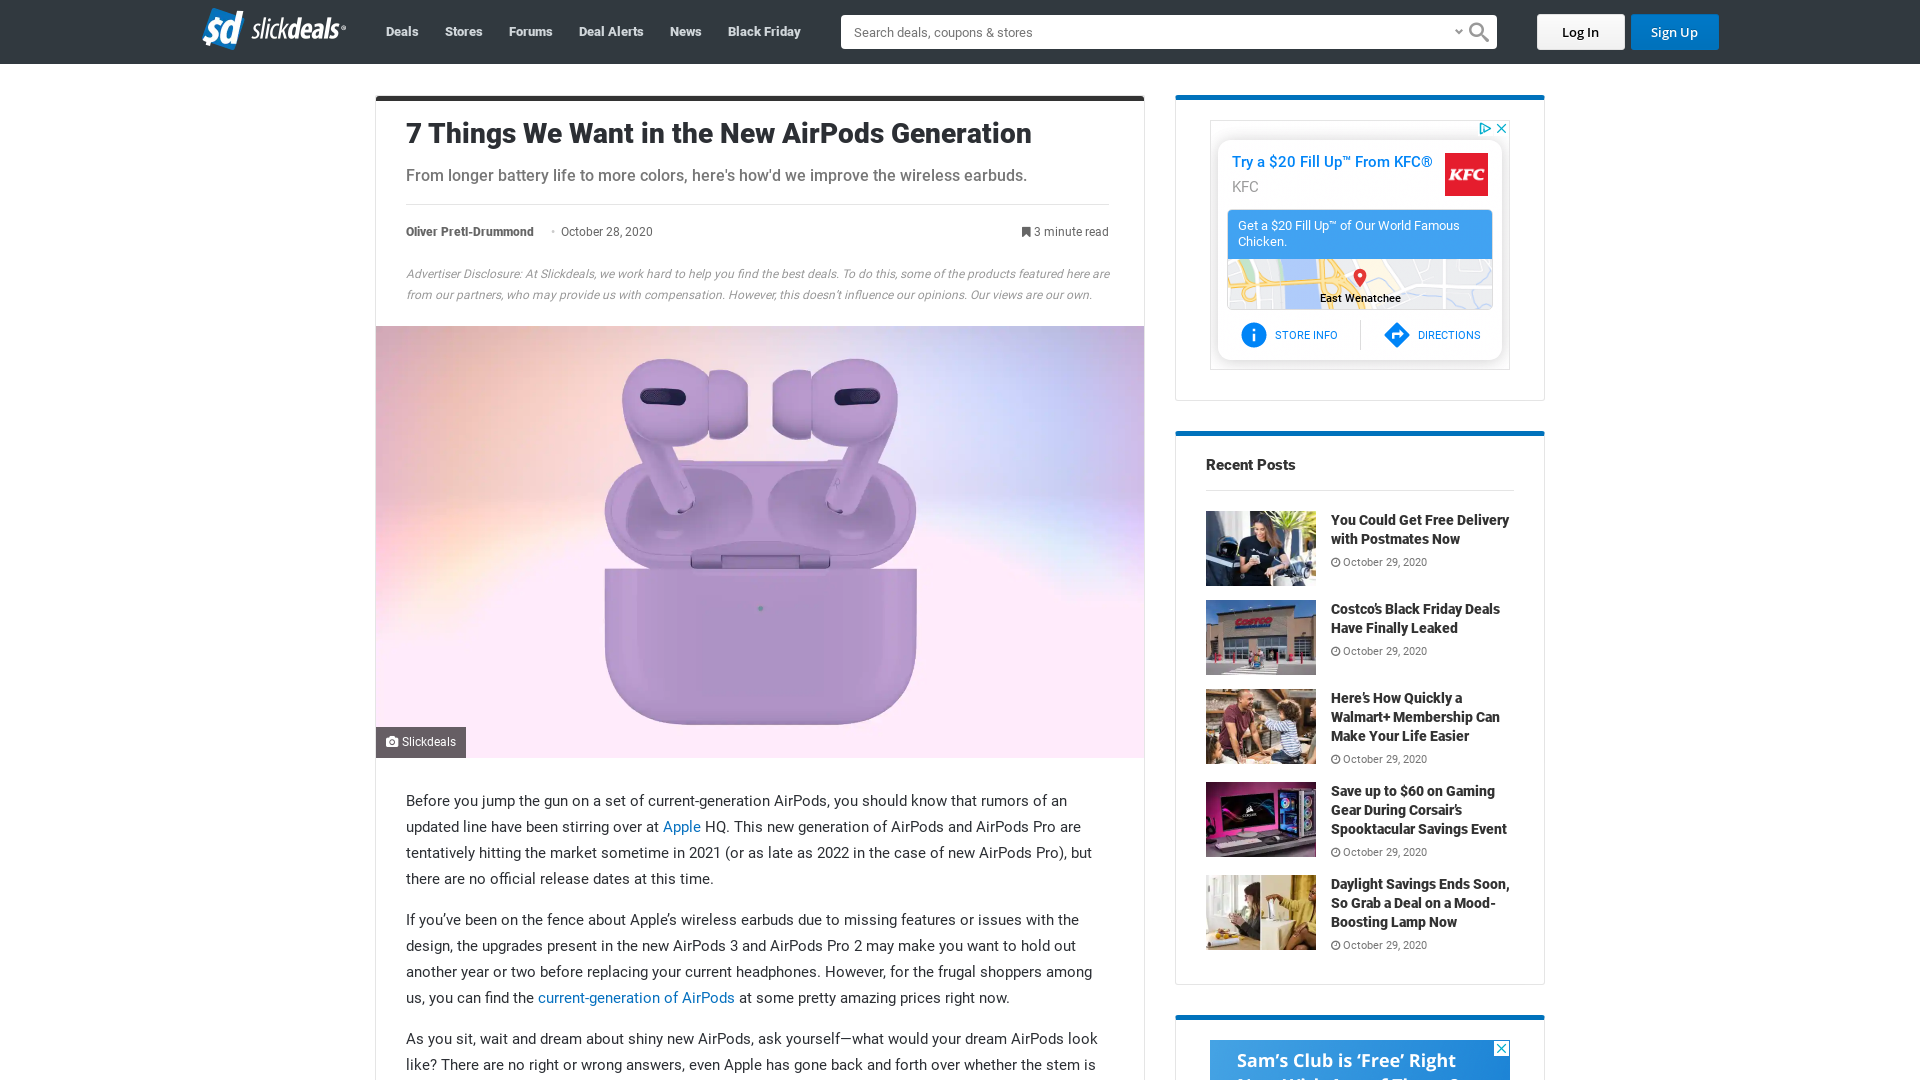 slickdeals
Deals
Stores
Forums
Deal Alerts
News
Black Friday
Search deals, coupons & stores
Log In
Sign Up
7 Things We Want in the New AirPods Generation
From longer battery life to more colors, here's how'd we improve the wireless earbuds.
Oliver Pretl-Drummond • October 28, 2020
3 minute read
Advertiser Disclosure: At Slickdeals, we work hard to help you find the best deals. To do this, some of the products featured here are
from our partners, who may provide us with compensation. However, this doesn’t influence our opinions. Our views are our own.
Slickdeals
Before you jump the gun on a set of current-generation AirPods, you should know that rumors of an
updated line have been stirring over at Apple HQ. This new generation of AirPods and AirPods Pro are
tentatively hitting the market sometime in 2021 (or as late as 2022 in the case of new AirPods Pro), but
there are no official release dates at this time.
If you’ve been on the fence about Apple’s wireless earbuds due to missing features or issues with the
design, the upgrades present in the new AirPods 3 and AirPods Pro 2 may make you want to hold out
another year or two before replacing your current headphones. However, for the frugal shoppers among
us, you can find the current-generation of AirPods at some pretty amazing prices right now.
As you sit, wait and dream about shiny new AirPods, ask yourself—what would your dream AirPods look
like? There are no right or wrong answers, even Apple has gone back and forth over whether the stem is
Try a $20 Fill Up™ From KFC®
KFC
KFC
Get a $20 Fill Up™ of Our World Famous
Chicken.
East Wenatchee
STORE INFO
DIRECTIONS
Recent Posts
You Could Get Free Delivery
with Postmates Now
October 29, 2020
COSTCO
Costco’s Black Friday Deals
Have Finally Leaked
October 29, 2020
Here’s How Quickly a
Walmart+ Membership Can
Make Your Life Easier
October 29, 2020
Save up to $60 on Gaming
Gear During Corsair’s
Spooktacular Savings Event
October 29, 2020
Daylight Savings Ends Soon,
So Grab a Deal on a Mood-
Boosting Lamp Now
October 29, 2020
Sam’s Club is ‘Free’ Right